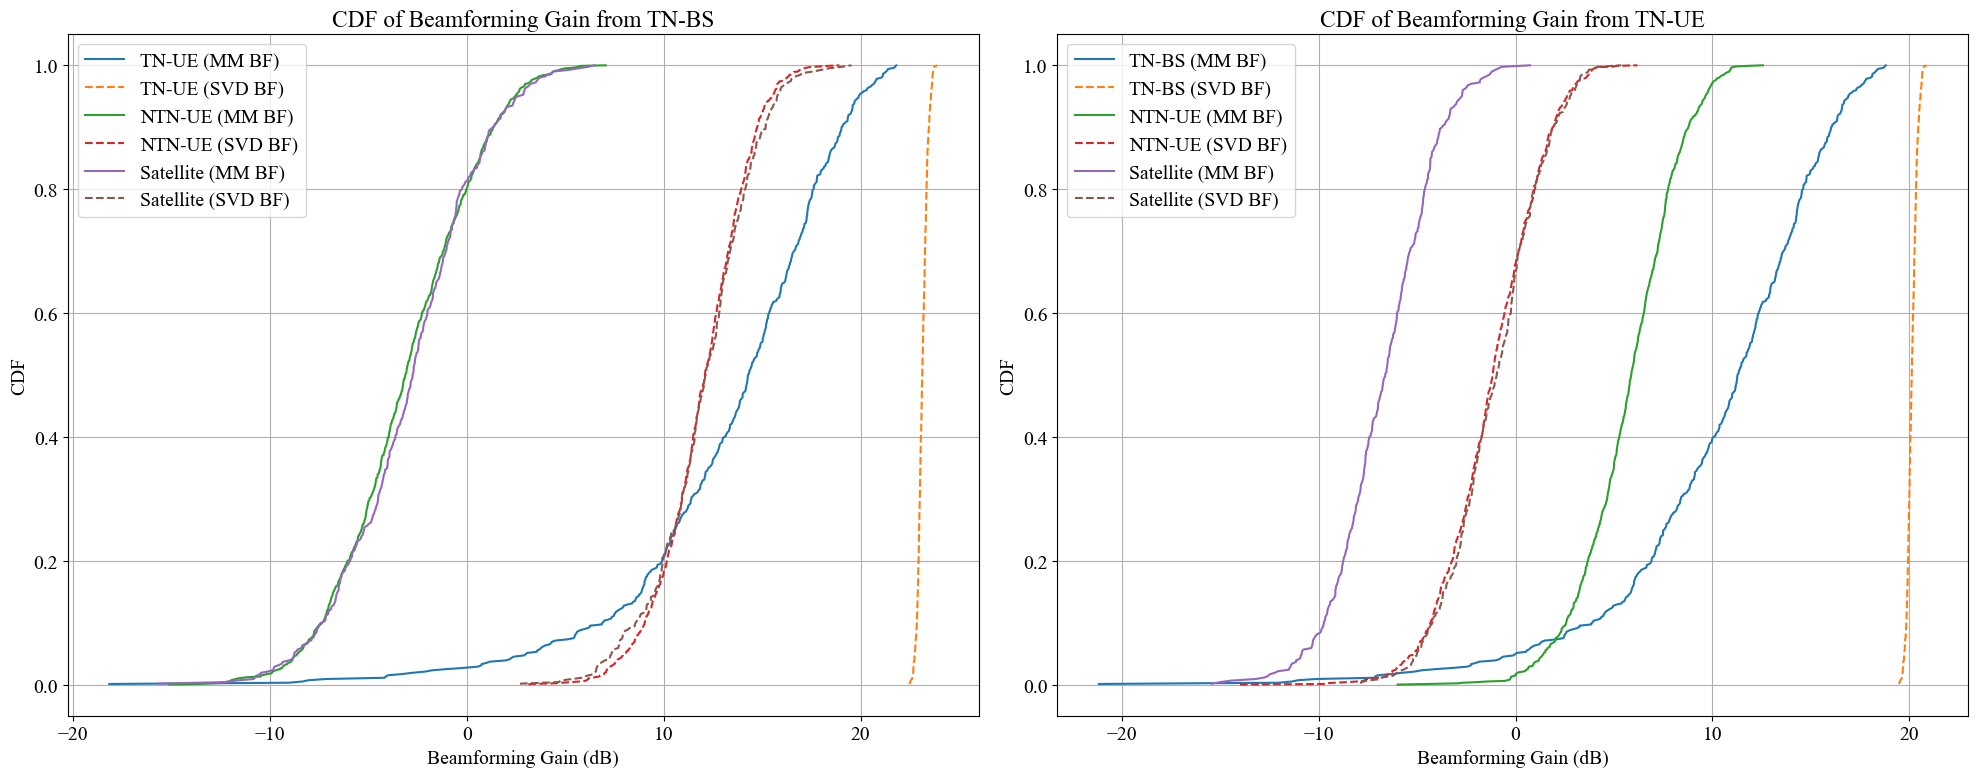 CDF of Beamforming Gain from TN-BS
1.0
0.8
0.6
0.4
0.2
0.0
CDF
TN-UE (MM BF)
TN-UE (SVD BF)
NTN-UE (MM BF)
NTN-UE (SVD BF)
Satellite (MM BF)
Satellite (SVD BF)
−20 −10 0 10 20
Beamforming Gain (dB)
CDF of Beamforming Gain from TN-UE
1.0
0.8
0.6
0.4
0.2
0.0
CDF
TN-BS (MM BF)
TN-BS (SVD BF)
NTN-UE (MM BF)
NTN-UE (SVD BF)
Satellite (MM BF)
Satellite (SVD BF)
−20 −10 0 10 20
Beamforming Gain (dB)